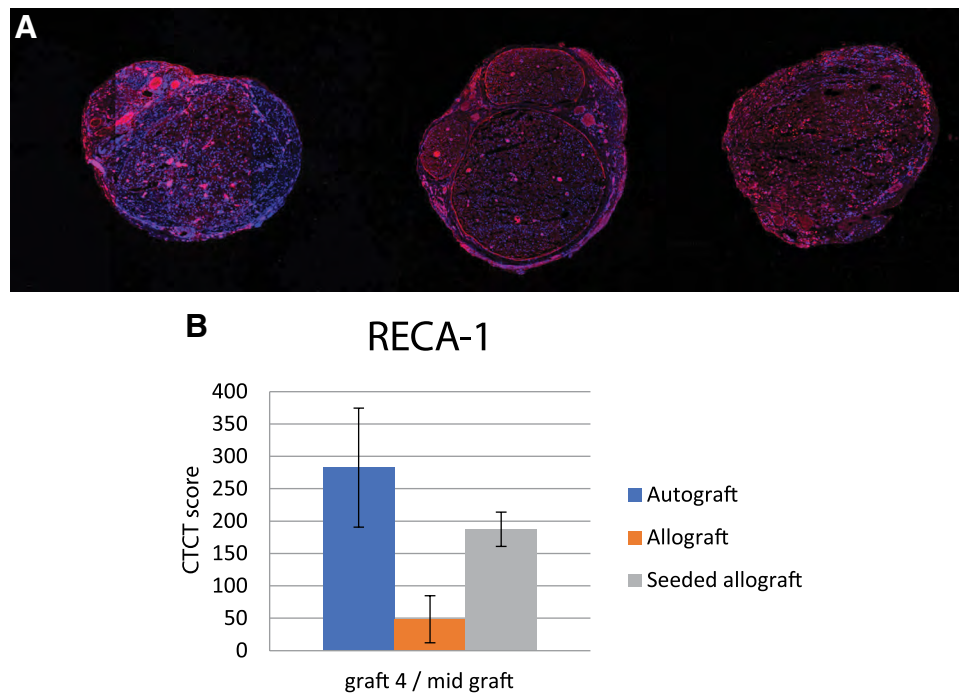 A
B
RECA-1
400
350
300
250
200
150
100
50
0
CTCT score
graft 4 / mid graft
Autograft
Allograft
Seeded allograft